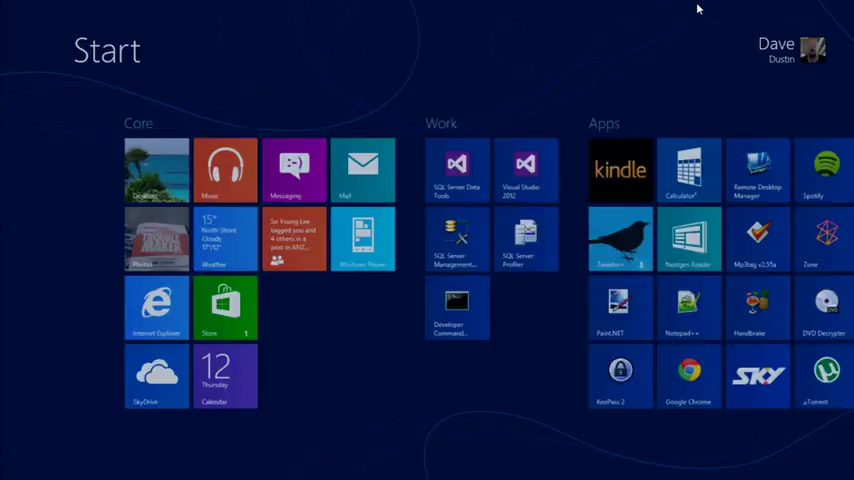 Start
Dave
Dustin
Core
Work
Apps
Desktop
Music
Messaging
Mail
SQL Server Data
Tools
Visual Studio
2012
kindle
Calculator²
Remote Desktop
Manager
Spotify
Photos
15°
North Shore
Cloudy
17°/12°
Weather
So Young Lee
tagged you and
4 others in a
post in ANZ...
Windows Phone
SQL Server
Management...
SQL Server
Profiler
3
Nextgen Reader
Mp3tag v2.55a
Zune
Internet Explorer
Store
1
Developer
Command...
Paint.NET
Notepad++
Handbrake
DVD
DVD Decrypter
SkyDrive
12
Thursday
Calendar
KeePass 2
Google Chrome
SKY
µTorrent